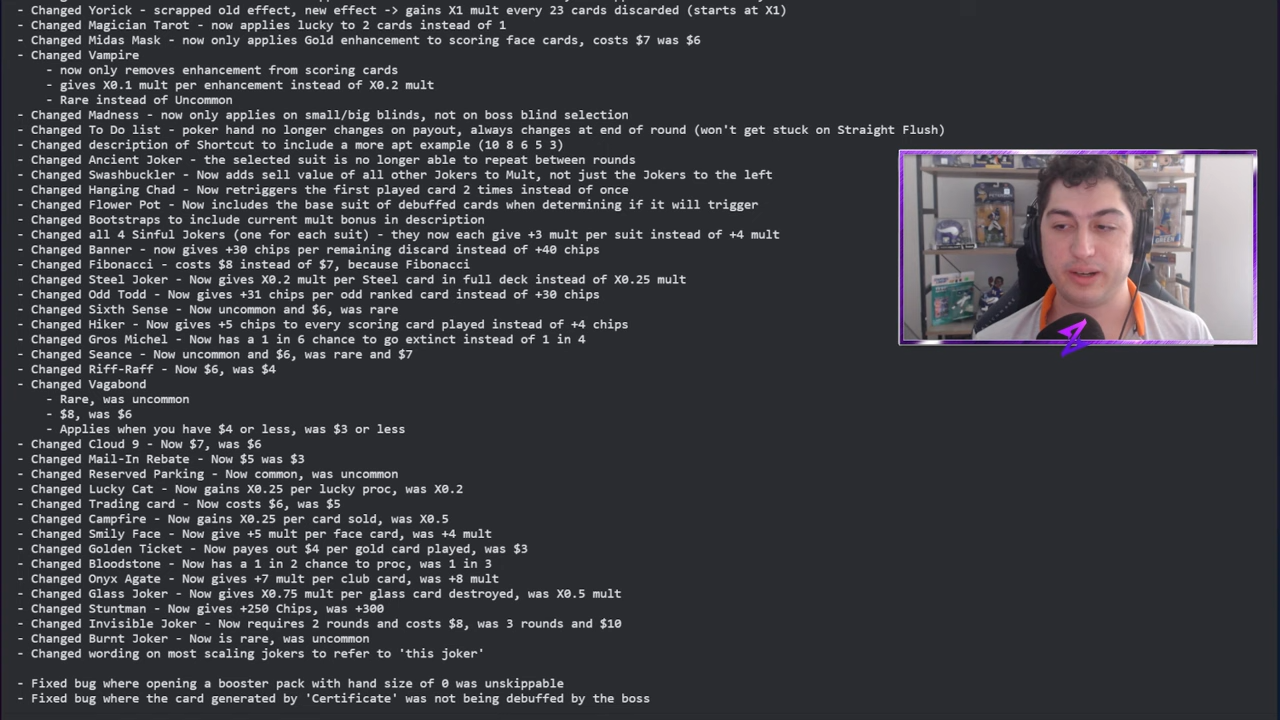 - Changed Yorick - scrapped old effect, new effect -> gains X1 mult every 23 cards discarded (starts at X1)
- Changed Magician Tarot - now applies lucky to 2 cards instead of 1
- Changed Midas Mask - now only applies Gold enhancement to scoring face cards, costs $7 was $6
- Changed Vampire
- now only removes enhancement from scoring cards
- gives X0.1 mult per enhancement instead of X0.2 mult
- Rare instead of Uncommon
- Changed Madness - now only applies on small/big blinds, not on boss blind selection
- Changed To Do list - poker hand no longer changes on payout, always changes at end of round (won't get stuck on Straight Flush)
- Changed description of Shortcut to include a more apt example (10 8 6 5 3)
- Changed Ancient Joker - the selected suit is no longer able to repeat between rounds
- Changed Swashbuckler - Now adds sell value of all other Jokers to Mult, not just the Jokers to the left
- Changed Hanging Chad - Now retriggers the first played card 2 times instead of once
- Changed Flower Pot - Now includes the base suit of debuffed cards when determining if it will trigger
- Changed Bootstraps to include current mult bonus in description
- Changed all 4 Sinful Jokers (one for each suit) - they now each give +3 mult per suit instead of +4 mult
- Changed Banner - now gives +30 chips per remaining discard instead of +40 chips
- Changed Fibonacci - costs $8 instead of $7, because Fibonacci
- Changed Steel Joker - Now gives X0.2 mult per Steel card in full deck instead of X0.25 mult
- Changed Odd Todd - Now gives +31 chips per odd ranked card instead of +30 chips
- Changed Sixth Sense - Now uncommon and $6, was rare
- Changed Hiker - Now gives +5 chips to every scoring card played instead of +4 chips
- Changed Gros Michel - Now has a 1 in 6 chance to go extinct instead of 1 in 4
- Changed Seance - Now uncommon and $6, was rare and $7
- Changed Riff-Raff - Now $6, was $4
- Changed Vagabond
- Rare, was uncommon
- $8, was $6
- Applies when you have $4 or less, was $3 or less
- Changed Cloud 9 - Now $7, was $6
- Changed Mail-In Rebate - Now $5 was $3
- Changed Reserved Parking - Now common, was uncommon
- Changed Lucky Cat - Now gains X0.25 per lucky proc, was X0.2
- Changed Trading card - Now costs $6, was $5
- Changed Campfire - Now gains X0.25 per card sold, was X0.5
- Changed Smily Face - Now give +5 mult per face card, was +4 mult
- Changed Golden Ticket - Now payes out $4 per gold card played, was $3
- Changed Bloodstone - Now has a 1 in 2 chance to proc, was 1 in 3
- Changed Onyx Agate - Now gives +7 mult per club card, was +8 mult
- Changed Glass Joker - Now gives X0.75 mult per glass card destroyed, was X0.5 mult
- Changed Stuntman - Now gives +250 Chips, was +300
- Changed Invisible Joker - Now requires 2 rounds and costs $8, was 3 rounds and $10
- Changed Burnt Joker - Now is rare, was uncommon
- Changed wording on most scaling jokers to refer to 'this joker'
- Fixed bug where opening a booster pack with hand size of 0 was unskippable
- Fixed bug where the card generated by 'Certificate' was not being debuffed by the boss